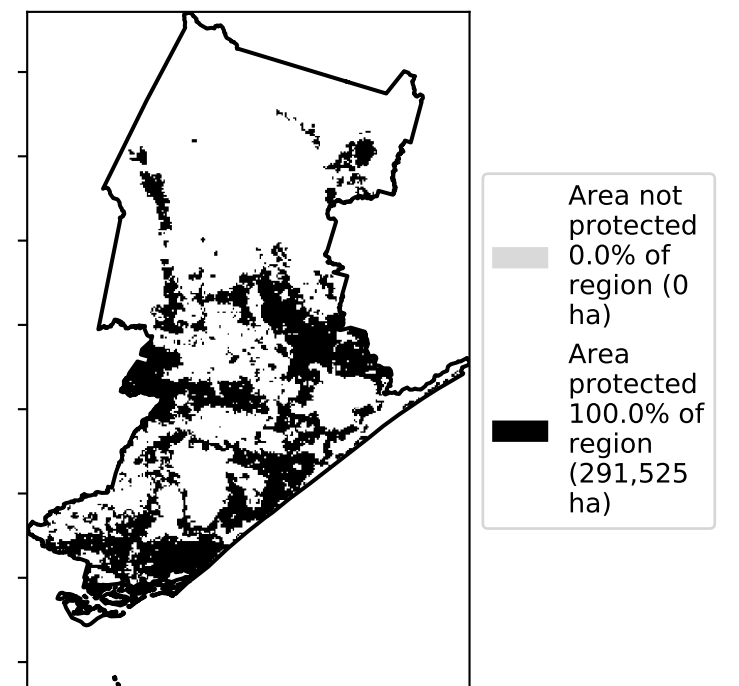 Area not
protected
0.0% of
region (0
ha)
Area
protected
100.0% of
region
(291,525
ha)